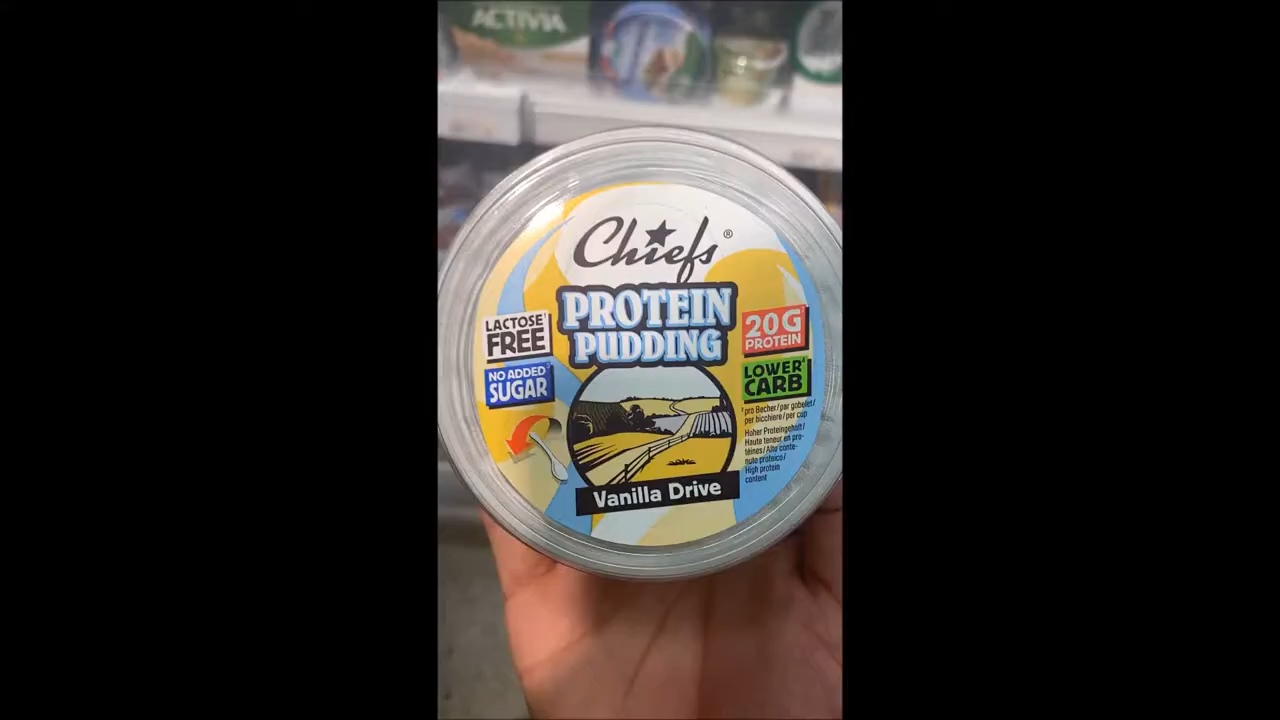 ACTIVIA
Chiefs®
PROTEIN
PUDDING
LACTOSE
FREE
NO ADDED
SUGAR
20G
PROTEIN
LOWER
CARB
pro Becher/par gobelet/
per bicchiere/per cup
Hoher Proteingehalt/
Haute teneur en pro-
téines/Alto conte-
nuto proteico/
High protein
content
Vanilla Drive